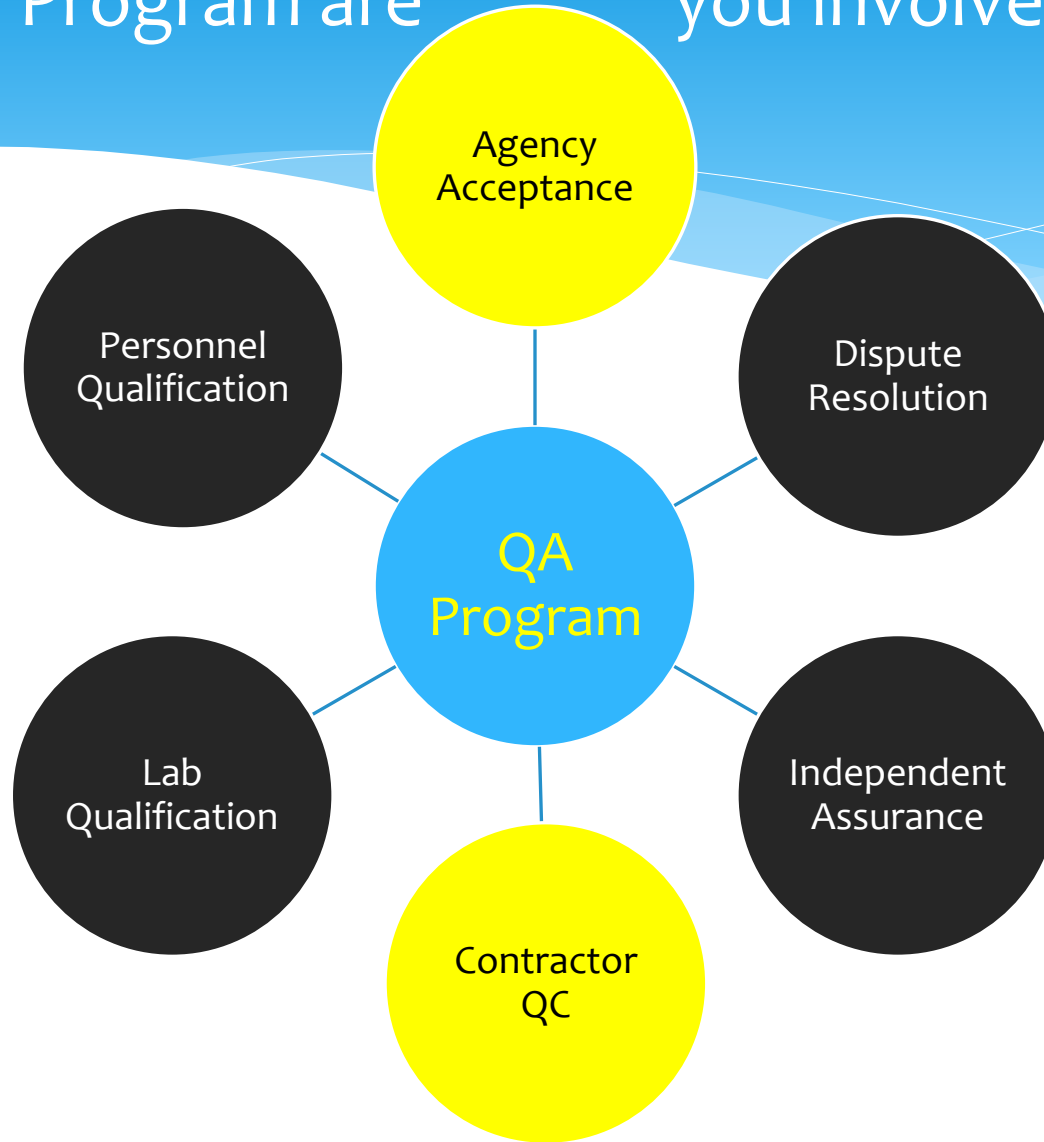 Program are you involve
Agency
Acceptance
Personnel
Qualification
Dispute
Resolution
QA
Program
Lab
Qualification
Independent
Assurance
Contractor
QC